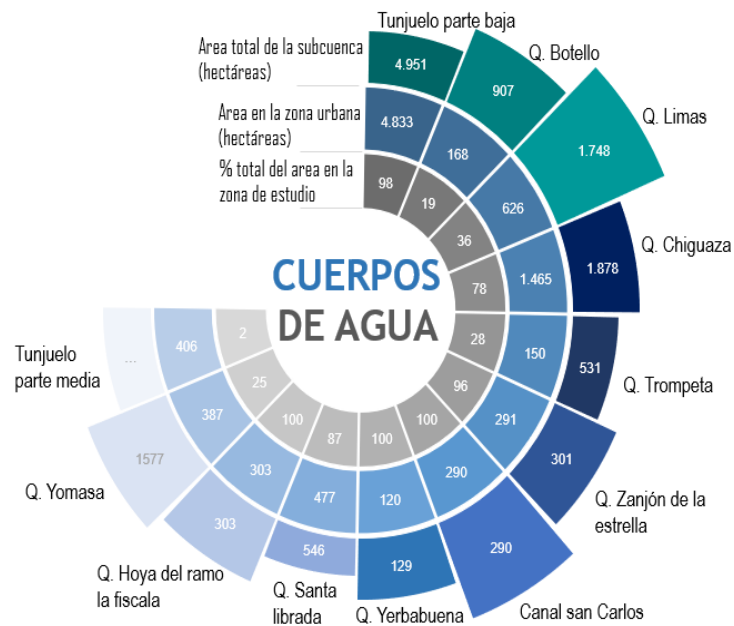 Tunjuelo parte baja
Area total de la subcuenca
(hectáreas)
4.951
Q. Botello
907
Area en la zona urbana
(hectáreas)
4.833
168
Q. Limas
1.748
% total del area en la
zona de estudio
98
19
36
626
Q. Chiguaza
1.878
1.465
78
CUERPOS
DE AGUA
28
150
531
Q. Trompeta
96
291
301
Q. Zanjón de la
estrella
100
290
290
Canal san Carlos
100
120
129
Q. Yerbabuena
87
477
546
Q. Santa
librada
100
303
303
Q. Hoya del ramo
la fiscala
25
387
1577
Q. Yomasa
2
406
...
Tunjuelo
parte media